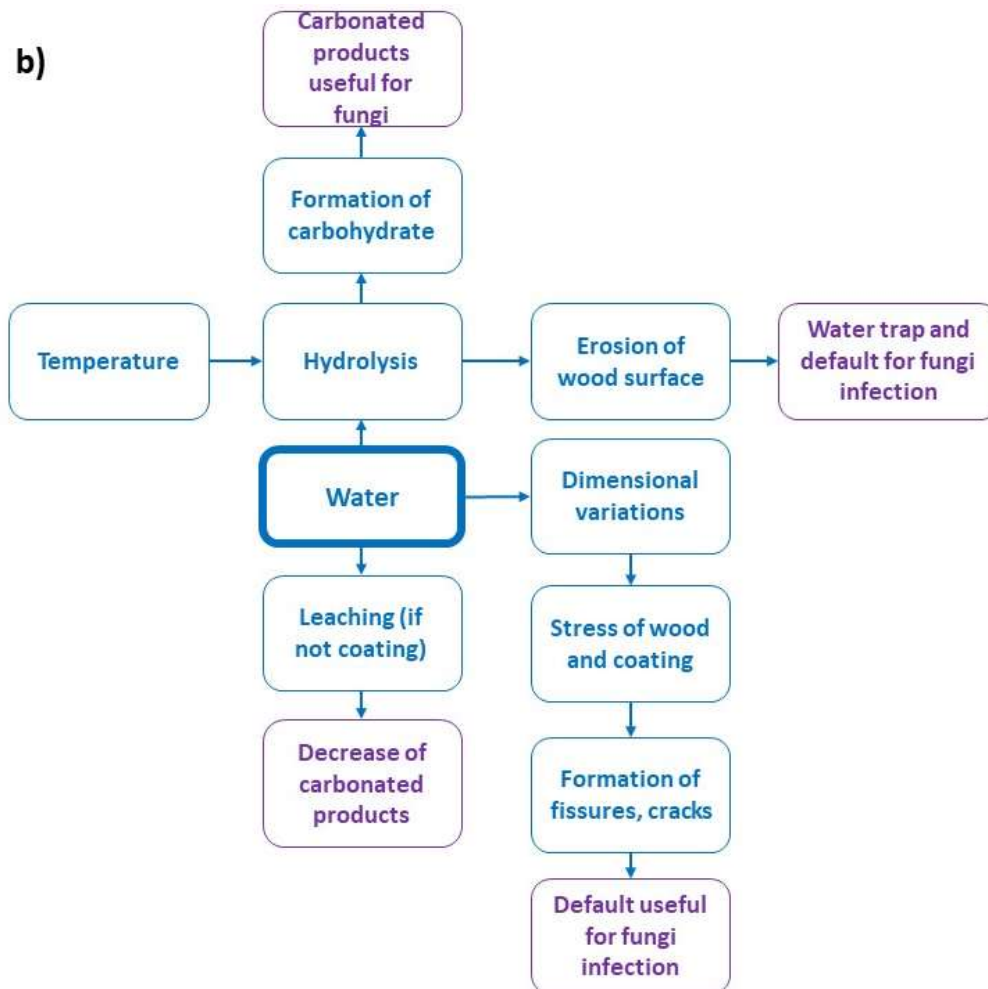 b)
Carbonated
products
useful for
fungi
Formation of
carbohydrate
Temperature
Hydrolysis
Erosion of
wood surface
Water trap and
default for fungi
infection
Water
Dimensional
variations
Leaching (if
not coating)
Stress of wood
and coating
Decrease of
carbonated
products
Formation of
fissures, cracks
Default useful
for fungi
infection